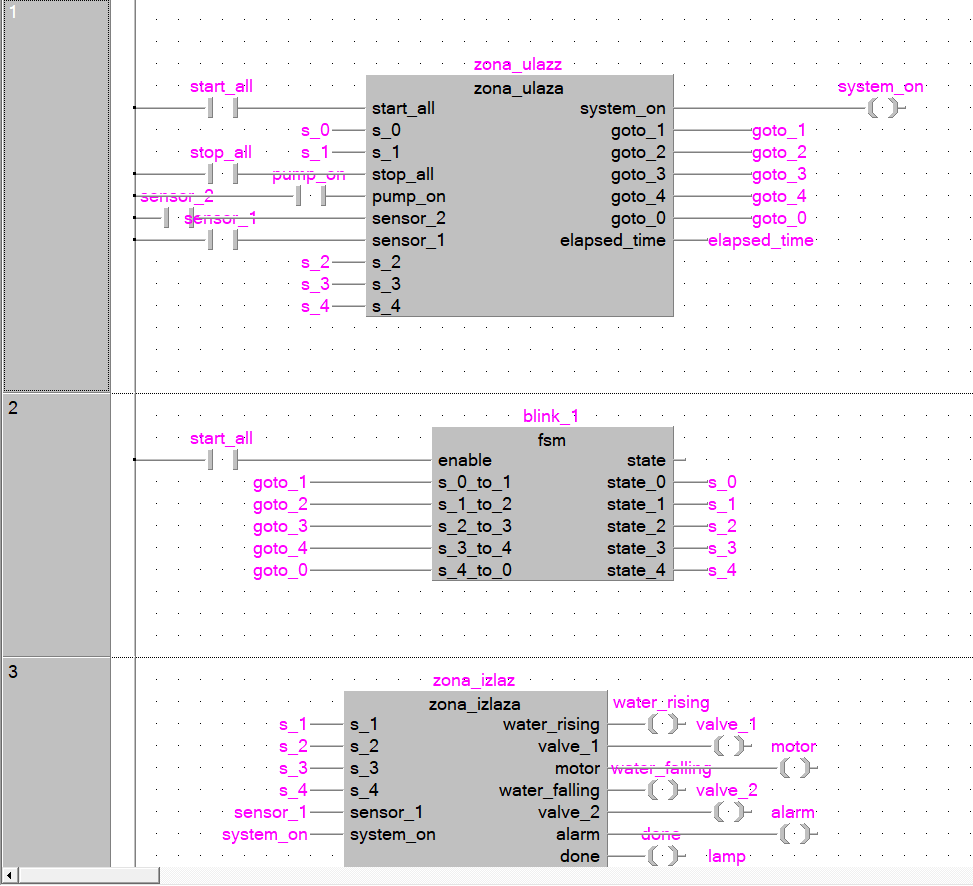 1
zona_ulazz
start_all zona_ulaza system_on
start_all system_on
s_0 s_0 goto_1 goto_1
stop_all s_1 s_1 goto_2 goto_2
pump_on stop_all goto_3 goto_3
sensor_2 pump_on goto_4 goto_4
sensor_1 sensor_2 goto_0 goto_0
sensor_1 elapsed_time elapsed_time
s_2 s_2
s_3 s_3
s_4 s_4
2
blink_1
start_all fsm
enable state
goto_1 s_0_to_1 state_0 s_0
goto_2 s_1_to_2 state_1 s_1
goto_3 s_2_to_3 state_2 s_2
goto_4 s_3_to_4 state_3 s_3
goto_0 s_4_to_0 state_4 s_4
3
zona_izlaz
zona_izlaza water_rising
s_1 s_1 water_rising valve_1
s_2 s_2 valve_1 motor
s_3 s_3 motor water_falling
s_4 s_4 water_falling valve_2
sensor_1 sensor_1 valve_2 alarm
system_on system_on alarm done
done lamp